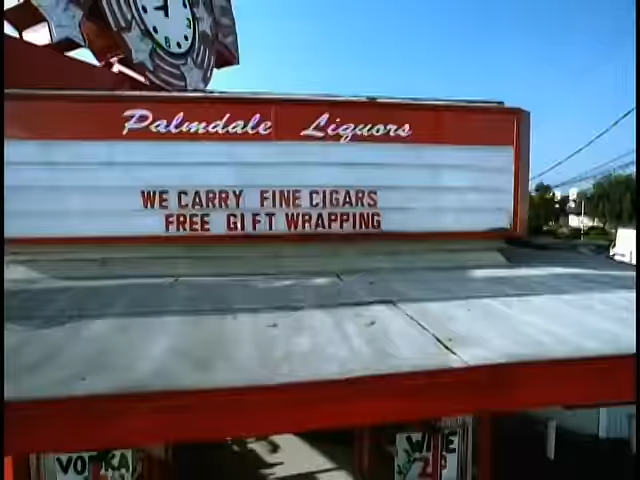 Palmdale Liquors
WE CARRY FINE CIGARS
FREE GIFT WRAPPING
VODKA
WINE